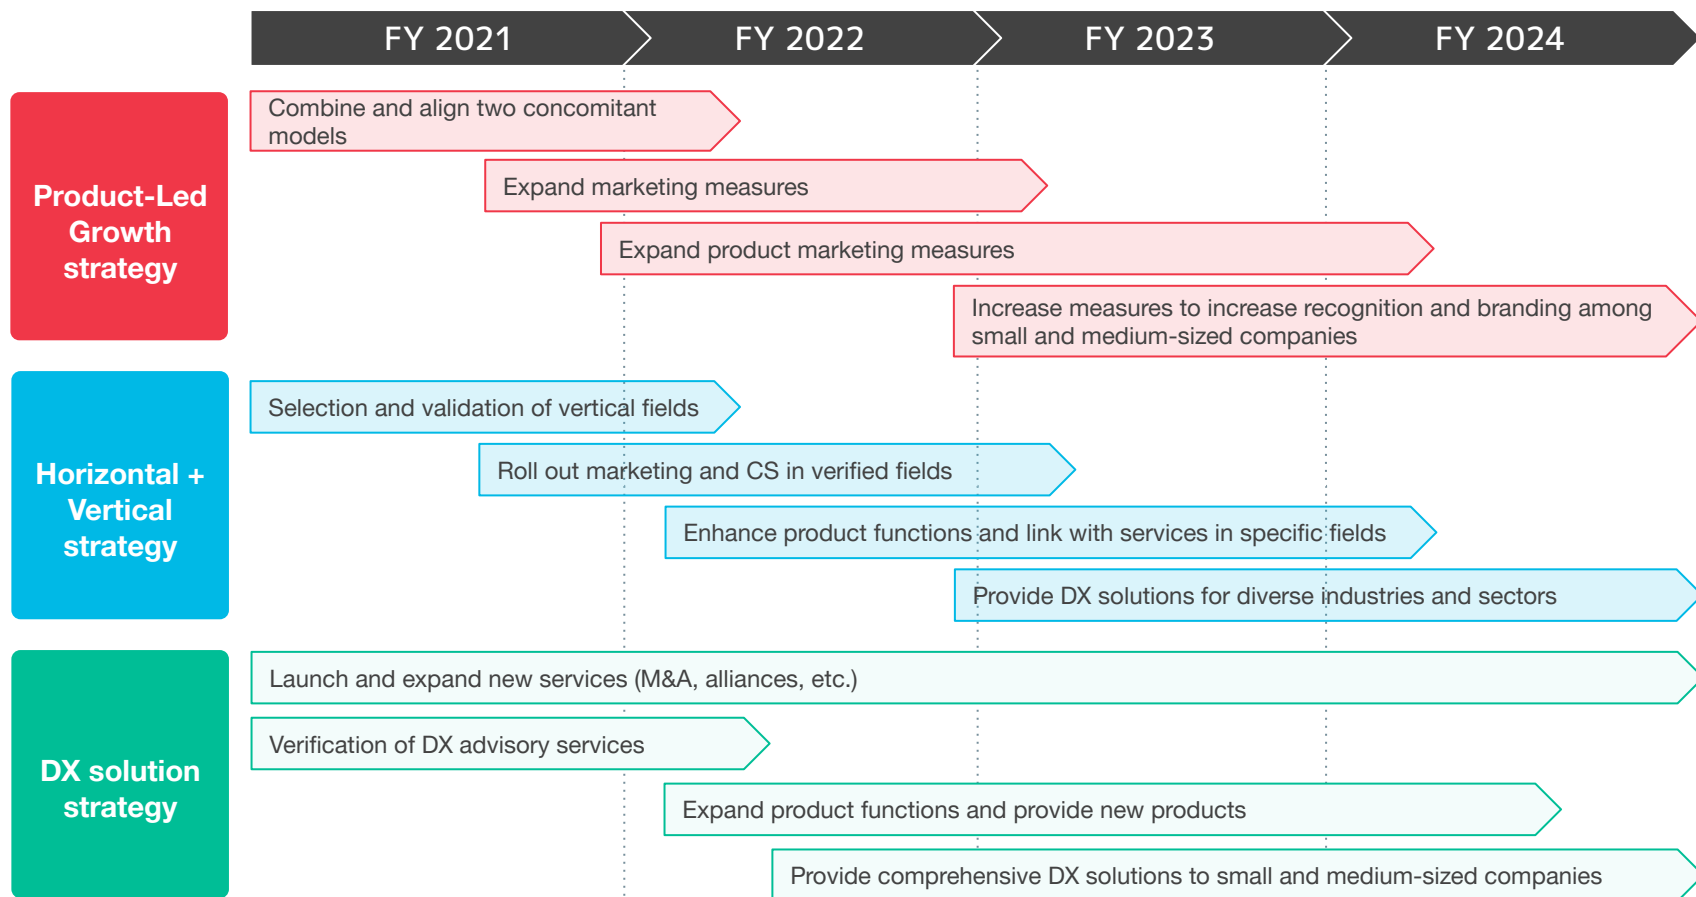 FY 2021
FY 2022
FY 2023
FY 2024
Product-Led
Growth
strategy
Combine and align two concomitant
models
Expand marketing measures
Expand product marketing measures
Increase measures to increase recognition and branding among
small and medium-sized companies
Horizontal +
Vertical
strategy
Selection and validation of vertical fields
Roll out marketing and CS in verified fields
Enhance product functions and link with services in specific fields
Provide DX solutions for diverse industries and sectors
DX solution
strategy
Launch and expand new services (M&A, alliances, etc.)
Verification of DX advisory services
Expand product functions and provide new products
Provide comprehensive DX solutions to small and medium-sized companies